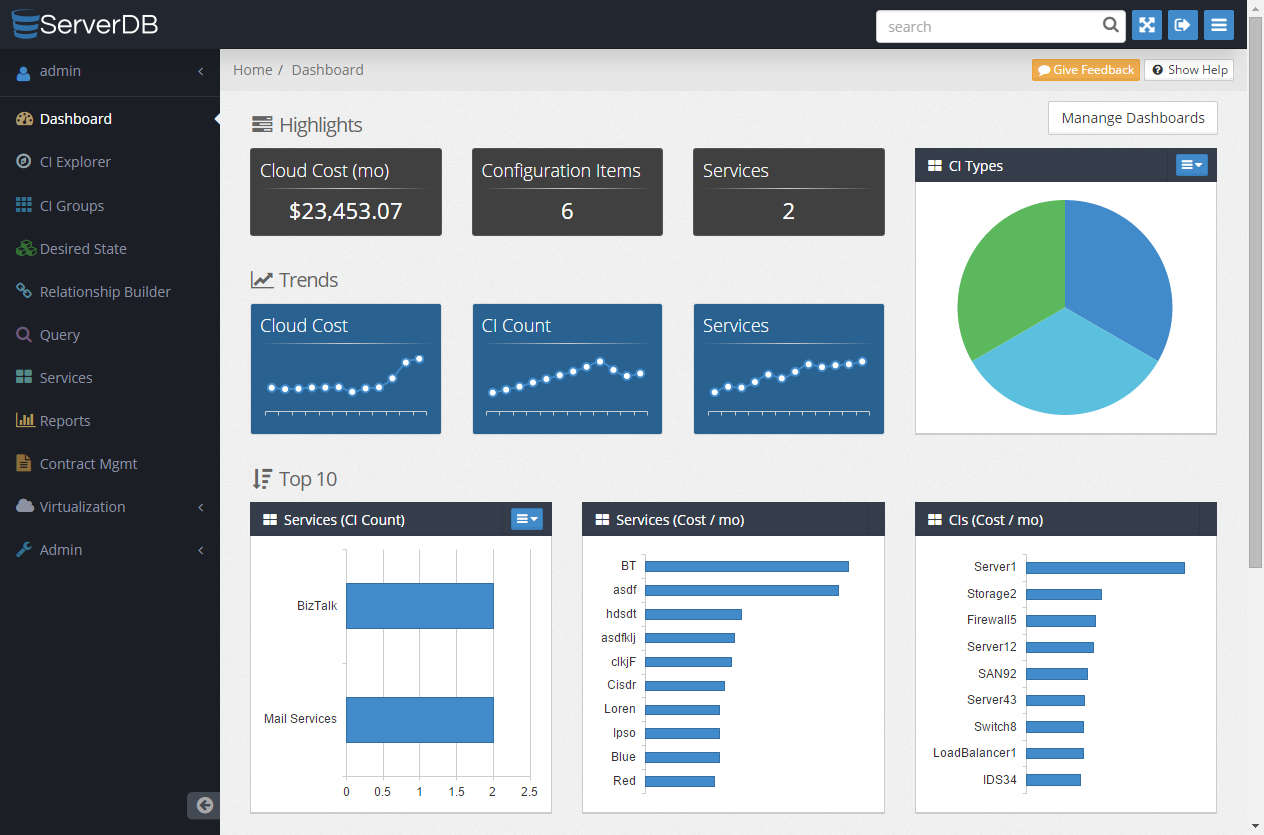 ServerDB
search
admin
Dashboard
CI Explorer
CI Groups
Desired State
Relationship Builder
Query
Services
Reports
Contract Mgmt
Virtualization
Admin
Home / Dashboard
Give Feedback
Show Help
Highlights
Manange Dashboards
Cloud Cost (mo)
$23,453.07
Configuration Items
6
Services
2
CI Types
Trends
Cloud Cost
CI Count
Services
Top 10
Services (CI Count)
BizTalk
Mail Services
0 0.5 1 1.5 2 2.5
Services (Cost / mo)
BT
asdf
hdsdt
asdfklj
clkjF
Cisdr
Loren
Ipso
Blue
Red
CIs (Cost / mo)
Server1
Storage2
Firewall5
Server12
SAN92
Server43
Switch8
LoadBalancer1
IDS34